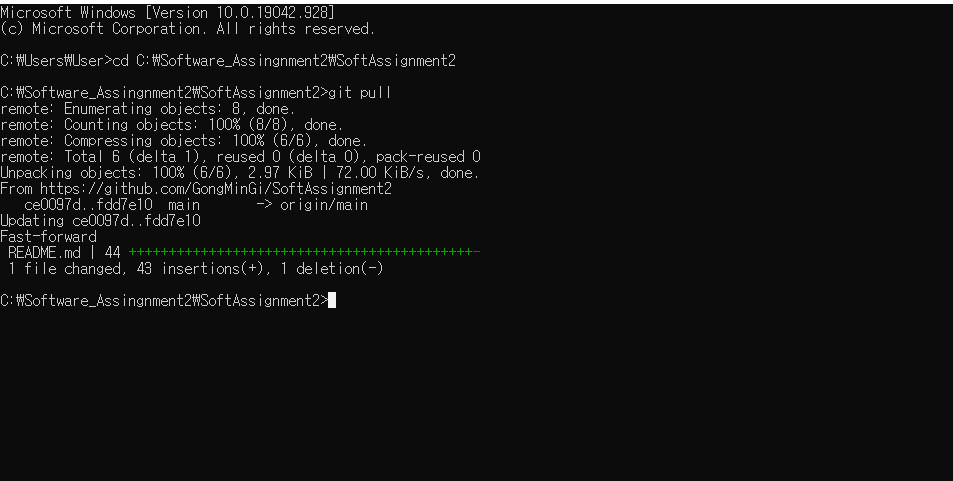 Microsoft Windows [Version 10.0.19042.928]
(c) Microsoft Corporation. All rights reserved.
C:₩Users₩User>cd C:₩Software_Assingnment2₩SoftAssignment2
C:₩Software_Assingnment2₩SoftAssignment2>git pull
remote: Enumerating objects: 8, done.
remote: Counting objects: 100% (8/8), done.
remote: Compressing objects: 100% (6/6), done.
remote: Total 6 (delta 1), reused 0 (delta 0), pack-reused 0
Unpacking objects: 100% (6/6), 2.97 KiB | 72.00 KiB/s, done.
From https://github.com/GongMinGi/SoftAssignment2
   ce0097d..fdd7e10  main       -> origin/main
Updating ce0097d..fdd7e10
Fast-forward
 README.md | 44 +++++++++++++++++++++++++++++++++++++++++++-
 1 file changed, 43 insertions(+), 1 deletion(-)
C:₩Software_Assingnment2₩SoftAssignment2>